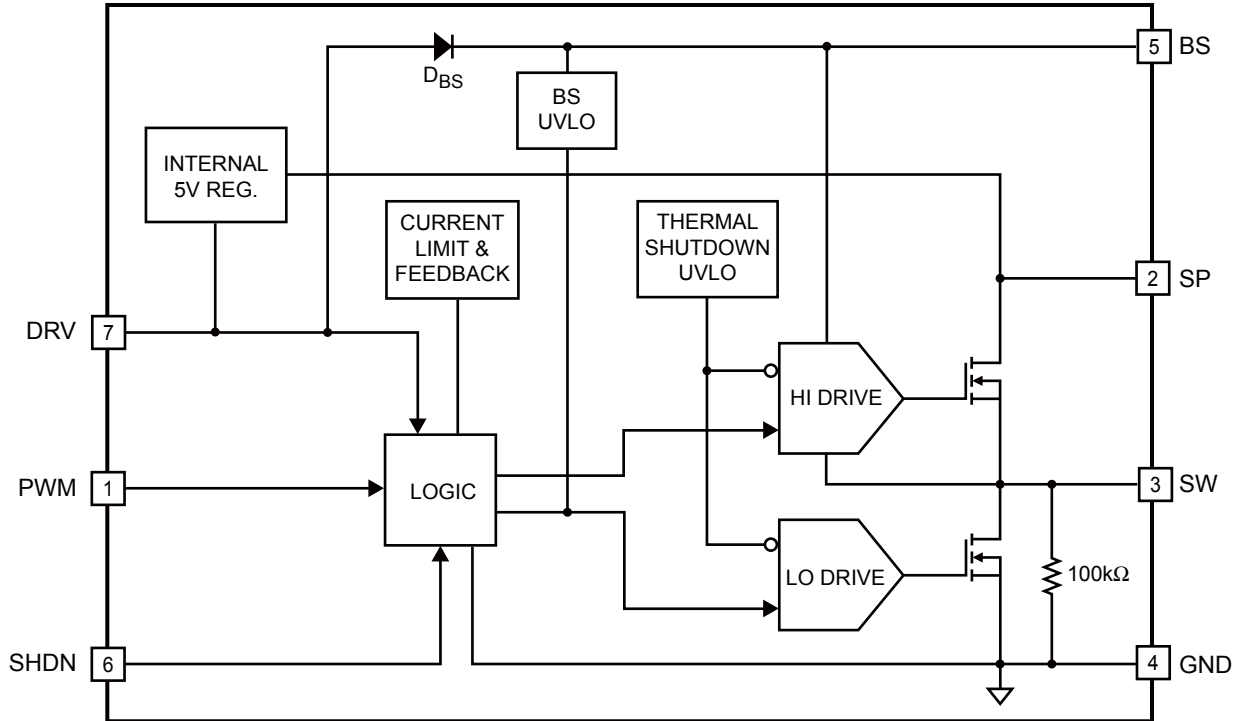 5 BS
D_BS
BS
UVLO
INTERNAL
5V REG.
CURRENT
LIMIT &
FEEDBACK
THERMAL
SHUTDOWN
UVLO
2 SP
DRV 7
HI DRIVE
PWM 1
LOGIC
3 SW
LO DRIVE
100kΩ
SHDN 6
4 GND